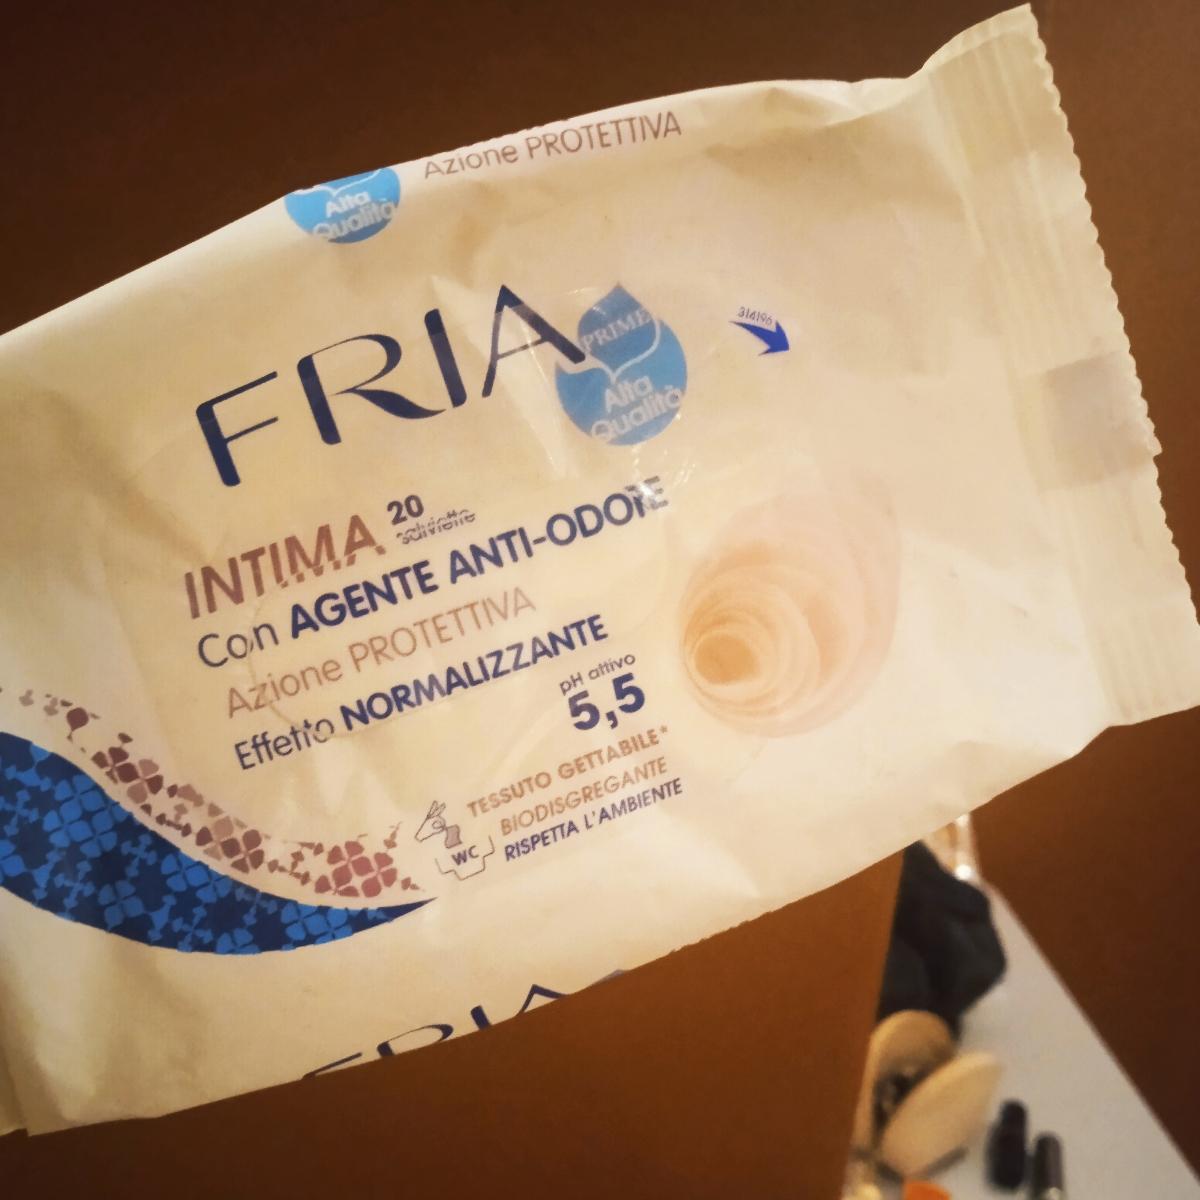 Azione PROTETTIVA
Alta
Qualità
FRIA
PRIME
Alta
Qualità
314196
INTIMA 20
salviette
Con AGENTE ANTI-ODORE
Azione PROTETTIVA
Effetto NORMALIZZANTE
pH attivo
5,5
TESSUTO GETTABILE*
BIODISGREGANTE
RISPETTA L'AMBIENTE
WC
FRIA